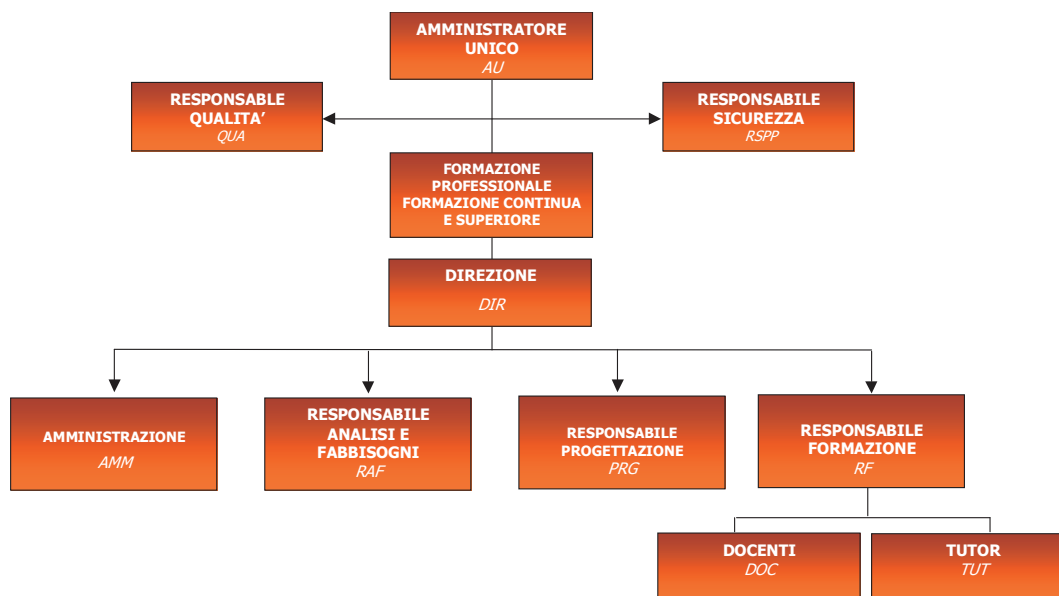 AMMINISTRATORE
UNICO
AU
RESPONSABLE
QUALITA’
QUA
RESPONSABILE
SICUREZZA
RSPP
FORMAZIONE
PROFESSIONALE
FORMAZIONE CONTINUA
E SUPERIORE
DIREZIONE
DIR
AMMINISTRAZIONE
AMM
RESPONSABILE
ANALISI E
FABBISOGNI
RAF
RESPONSABILE
PROGETTAZIONE
PRG
RESPONSABILE
FORMAZIONE
RF
DOCENTI
DOC
TUTOR
TUT